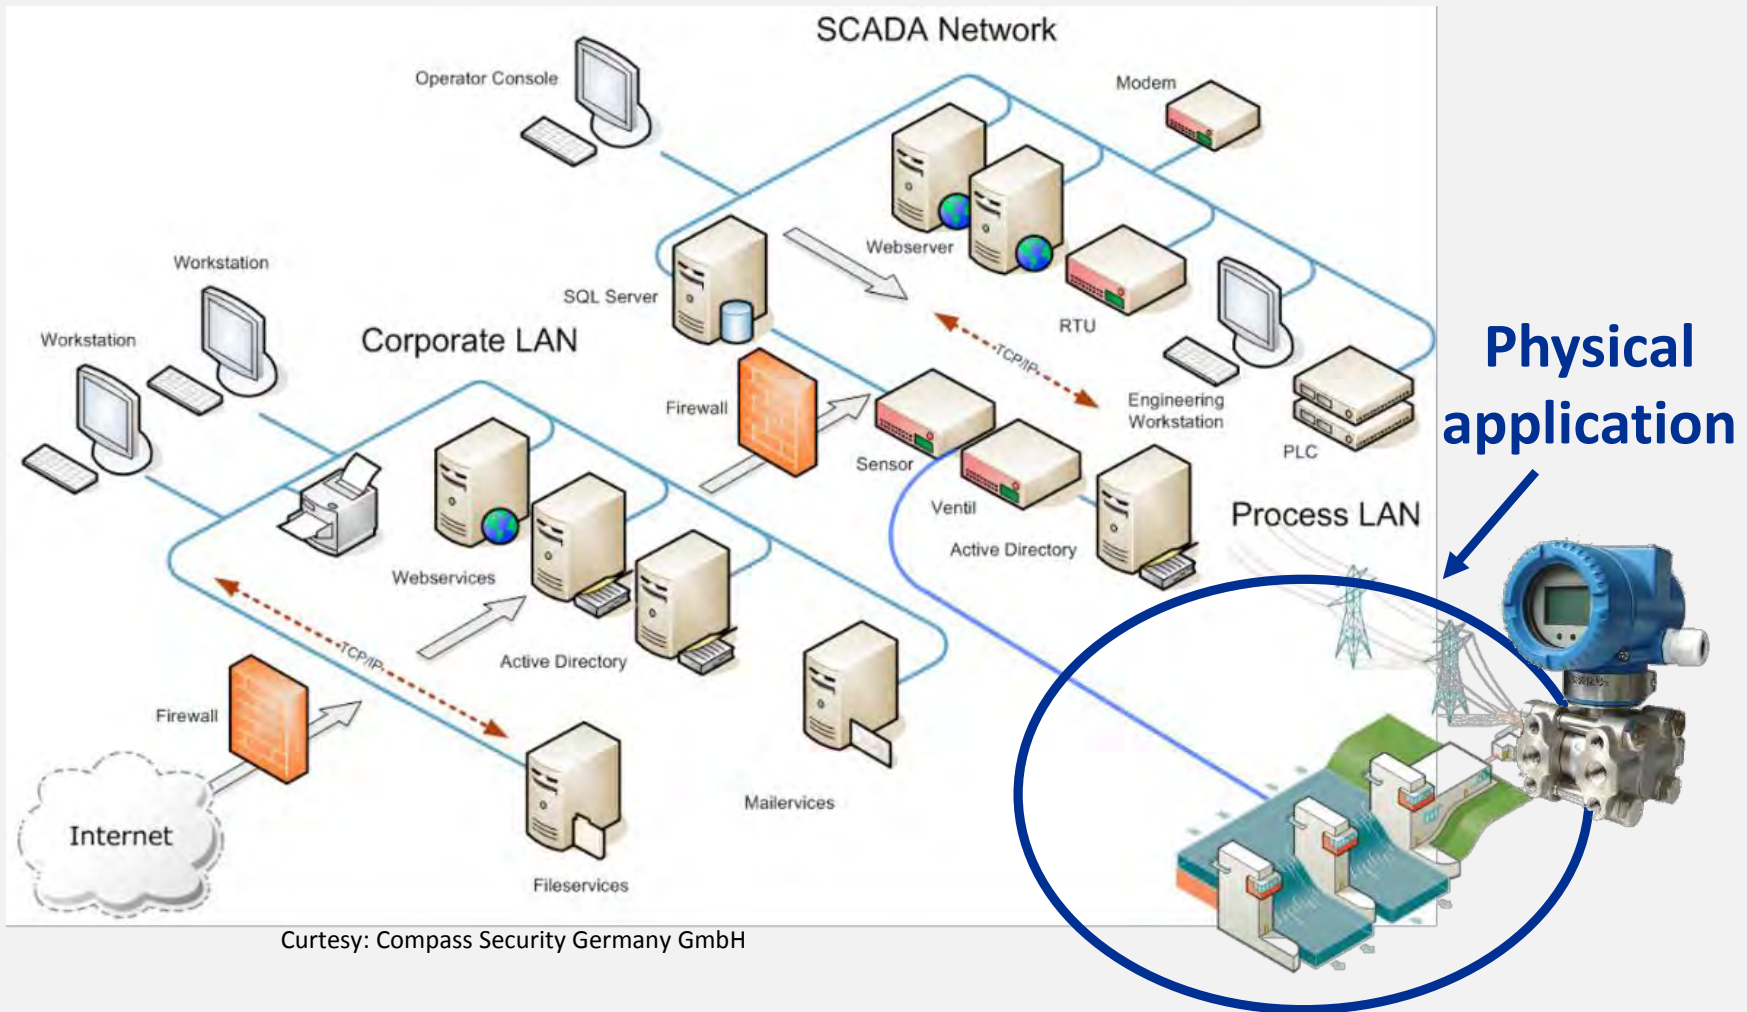 SCADA Network
Operator Console
Modem
Webserver
Workstation
SQL Server
RTU
Workstation
Corporate LAN
TCP/IP
Physical
application
Firewall
Engineering
Workstation
PLC
Sensor
Ventil
Process LAN
Active Directory
Webservices
TCP/IP
Active Directory
Firewall
Mailervices
Internet
Fileservices
Curtesy: Compass Security Germany GmbH